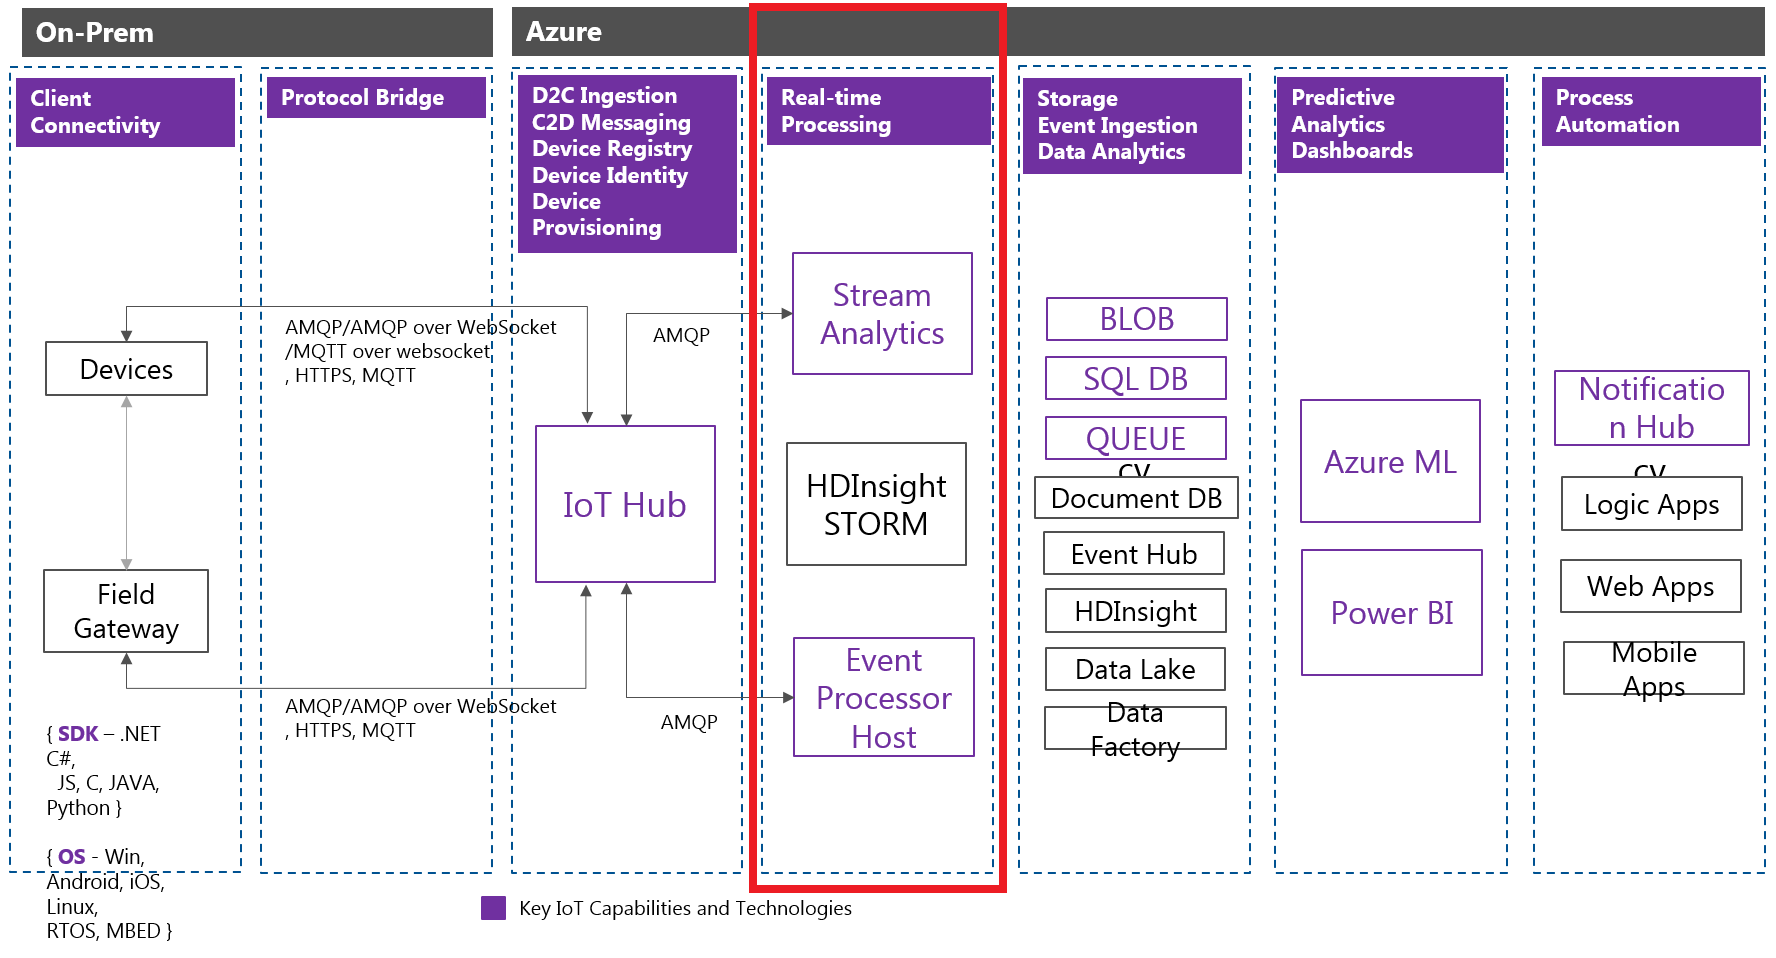 On-Prem
Azure
Client
Connectivity
Protocol Bridge
D2C Ingestion
C2D Messaging
Device Registry
Device Identity
Device
Provisioning
Real-time
Processing
Storage
Event Ingestion
Data Analytics
Predictive
Analytics
Dashboards
Process
Automation
AMQP/AMQP over WebSocket
/MQTT over websocket
, HTTPS, MQTT
Devices
Field
Gateway
AMQP/AMQP over WebSocket
, HTTPS, MQTT
{ SDK – .NET
C#,
JS, C, JAVA,
Python }
{ OS - Win,
Android, iOS,
Linux,
RTOS, MBED }
IoT Hub
AMQP
AMQP
Stream
Analytics
HDInsight
STORM
Event
Processor
Host
BLOB
SQL DB
QUEUE
Document DB
Event Hub
HDInsight
Data Lake
Data
Factory
Azure ML
Power BI
Notificatio
n Hub
Logic Apps
Web Apps
Mobile
Apps
Key IoT Capabilities and Technologies